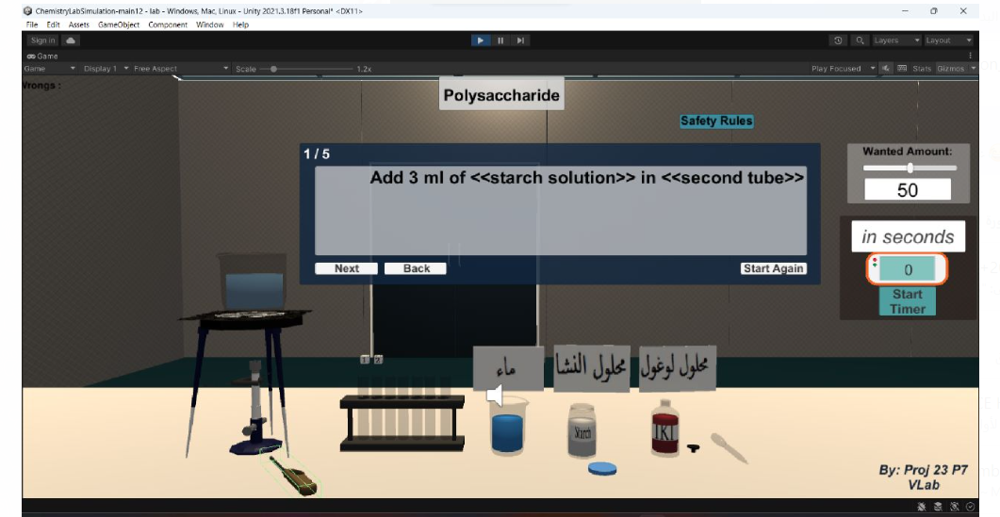 ChemistryLabSimulation-main12 - lab - Windows, Mac, Linux - Unity 2021.3.18f1 Personal* <DX11>
File Edit Assets GameObject Component Window Help
Sign in
Layers Layout
Game
Game Display 1 Free Aspect Scale 1.2x Play Focused Stats Gizmos
Wrongs :
Polysaccharide
Safety Rules
1 / 5
Add 3 ml of <<starch solution>> in <<second tube>>
Next Back Start Again
Wanted Amount:
50
in seconds
0
Start
Timer
1 2
ماء
محلول النشا
محلول لوغول
Starch
IKI
By: Proj 23 P7
VLab